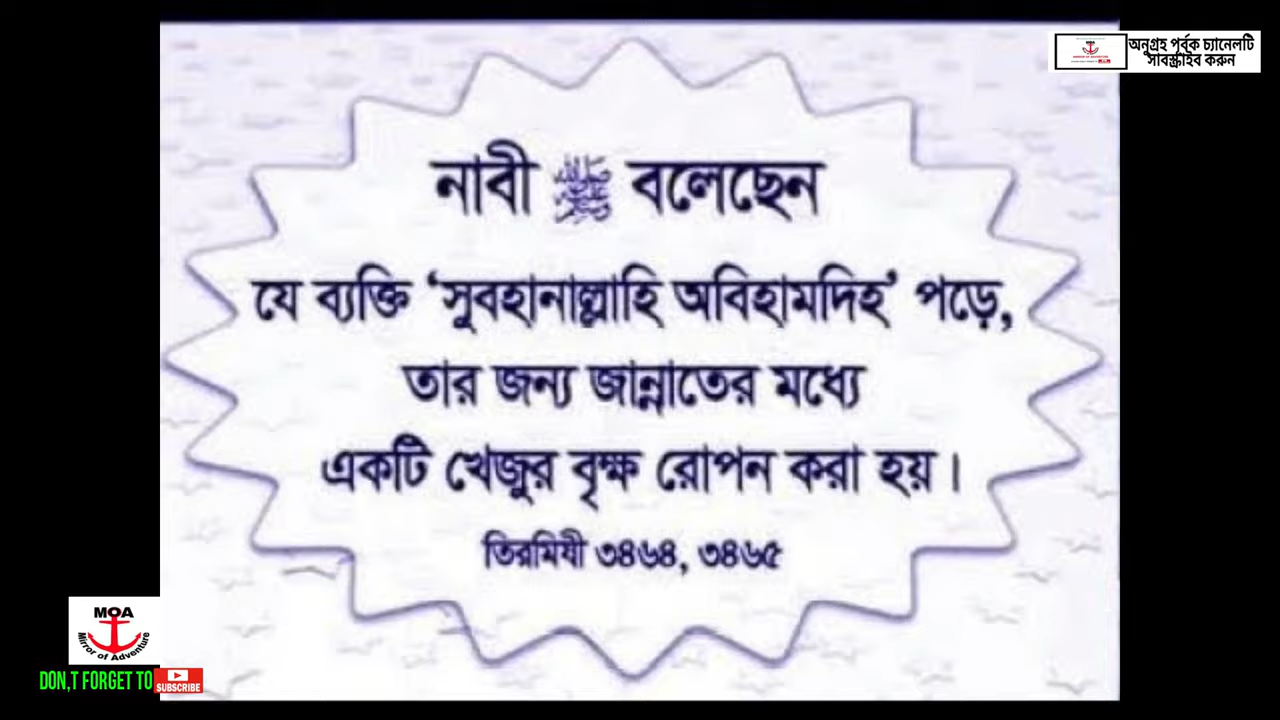 অনুগ্রহ পূর্বক চ্যানেলটি
সাবস্ক্রাইব করুন
নাবী ﷺ বলেছেন
যে ব্যক্তি ‘সুবহানাল্লাহি অবিহামদিহ’ পড়ে,
তার জন্য জান্নাতের মধ্যে
একটি খেজুর বৃক্ষ রোপন করা হয়।
তিরমিযী ৩৪৬৪, ৩৪৬৫
MOA
Mirror of Adventure
DON,T FORGET TO SUBSCRIBE